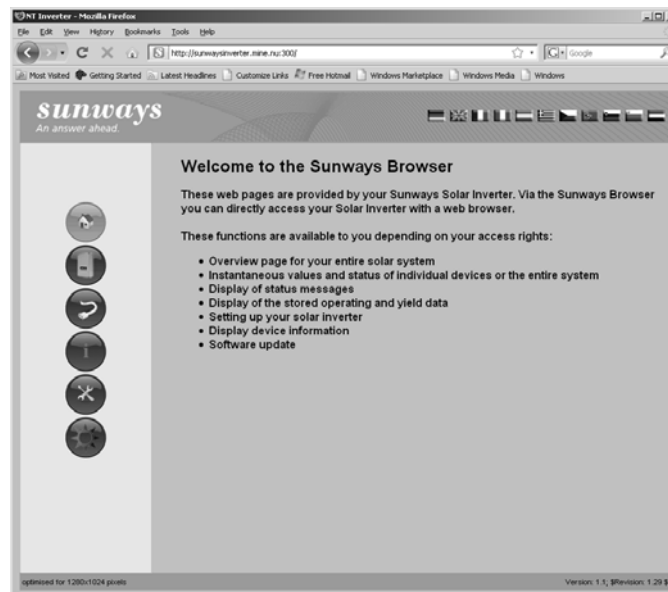 NT Inverter - Mozilla Firefox
File Edit View History Bookmarks Tools Help
http://sunwaysinverter.mine.nu:300/
Google
Most Visited Getting Started Latest Headlines Customize Links Free Hotmail Windows Marketplace Windows Media Windows
sunways
An answer ahead.
Welcome to the Sunways Browser
These web pages are provided by your Sunways Solar Inverter. Via the Sunways Browser
you can directly access your Solar Inverter with a web browser.
These functions are available to you depending on your access rights:
• Overview page for your entire solar system
• Instantaneous values and status of individual devices or the entire system
• Display of status messages
• Display of the stored operating and yield data
• Setting up your solar inverter
• Display device information
• Software update
optimised for 1280x1024 pixels
Version: 1.1; $Revision: 1.29 $